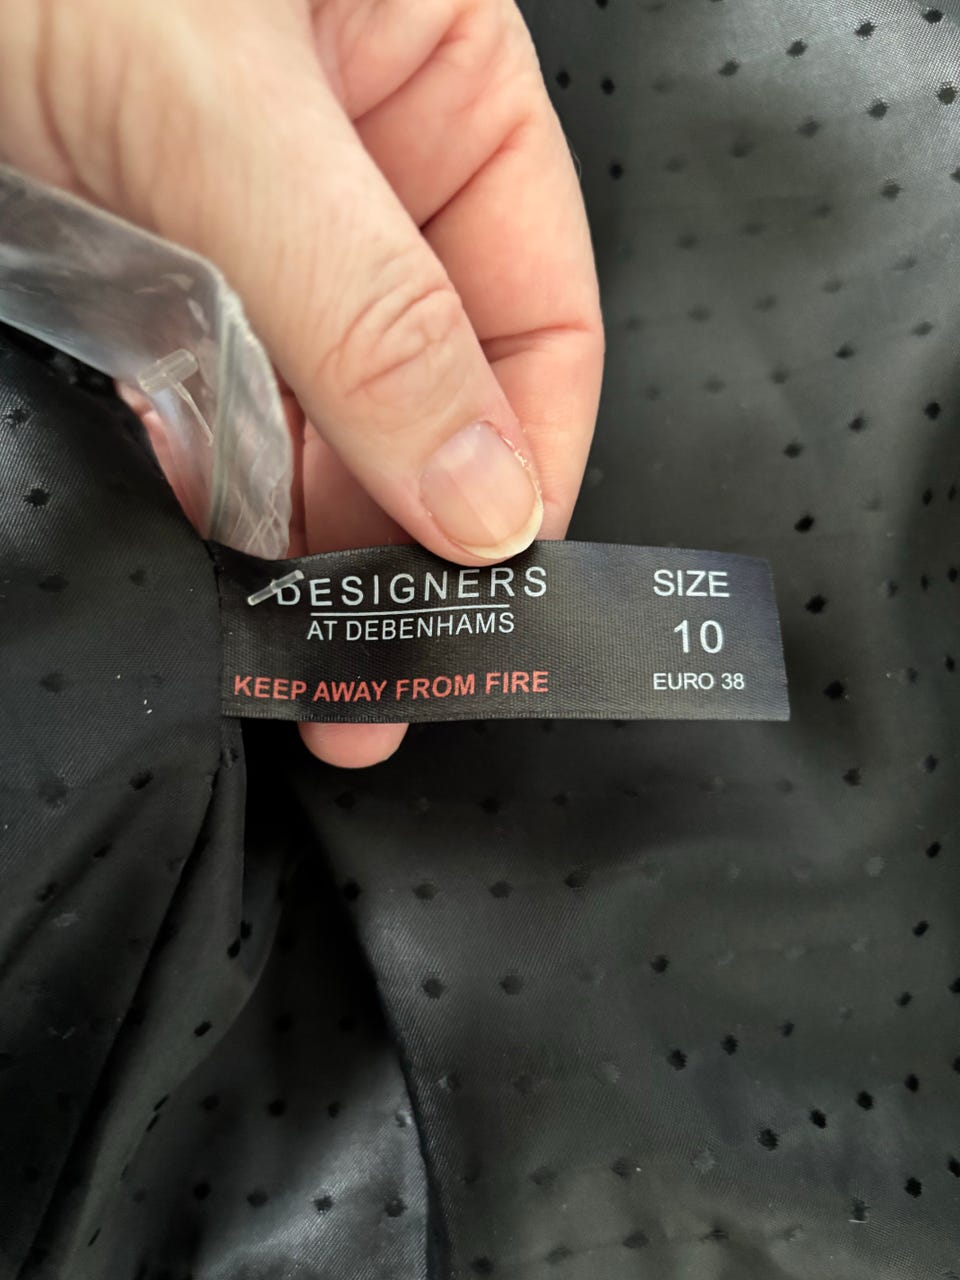 DESIGNERS
AT DEBENHAMS
KEEP AWAY FROM FIRE
SIZE
10
EURO 38